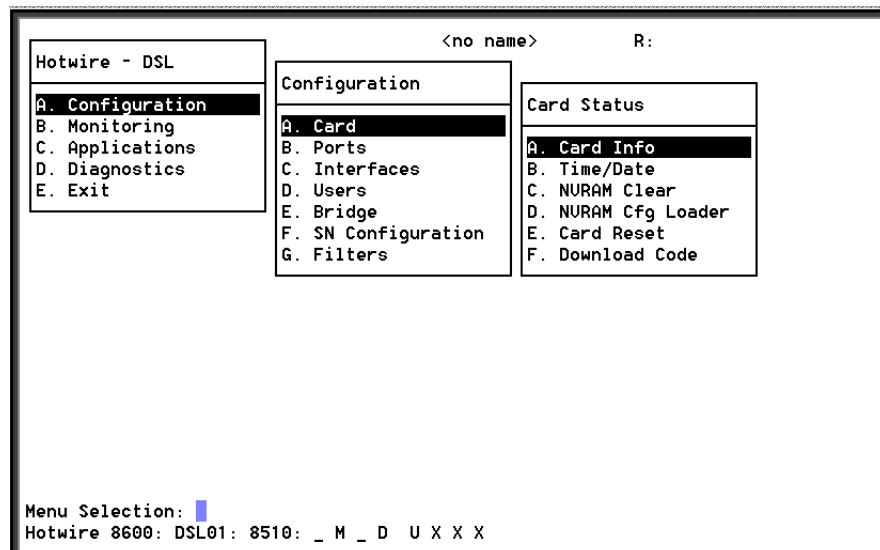 <no name> R:
Hotwire - DSL
A. Configuration
B. Monitoring
C. Applications
D. Diagnostics
E. Exit
Configuration
A. Card
B. Ports
C. Interfaces
D. Users
E. Bridge
F. SN Configuration
G. Filters
Card Status
A. Card Info
B. Time/Date
C. NVRAM Clear
D. NVRAM Cfg Loader
E. Card Reset
F. Download Code
Menu Selection:
Hotwire 8600: DSL01: 8510: _ M _ D U X X X